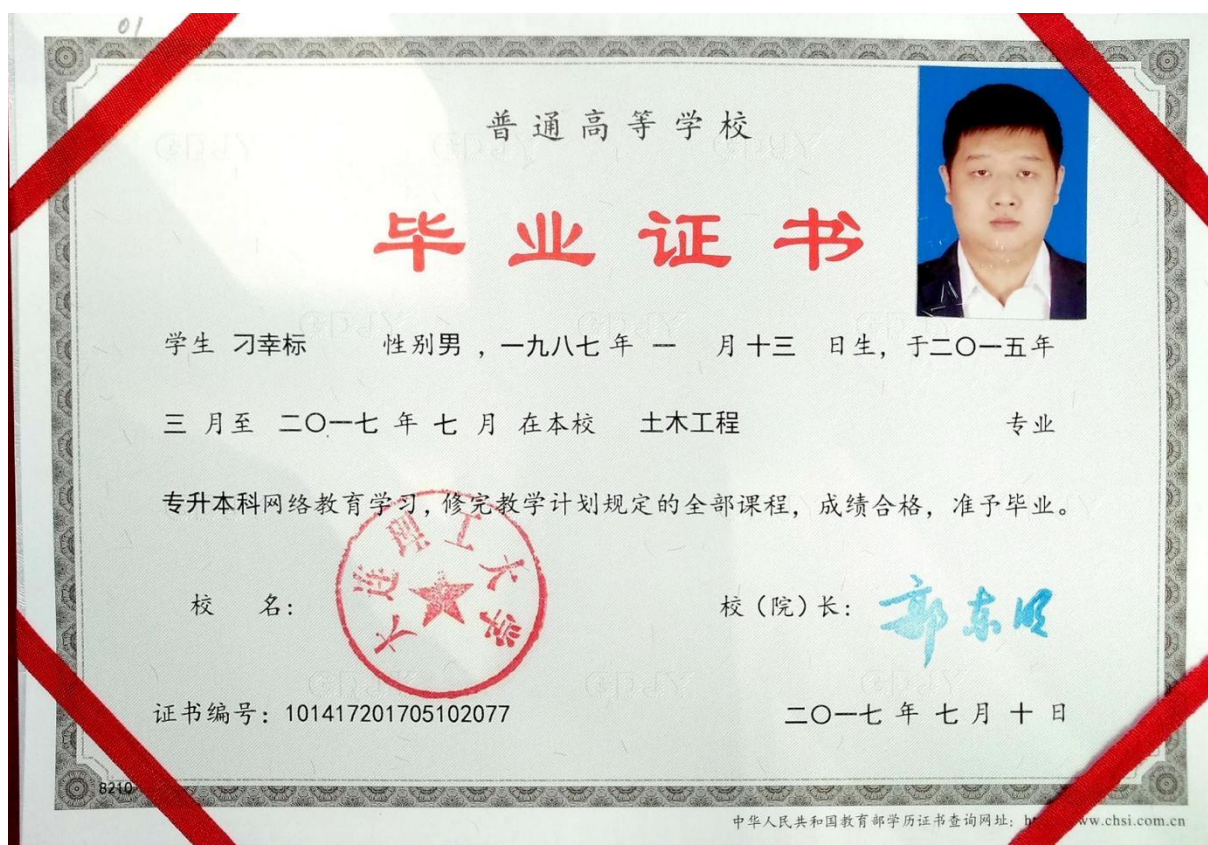 01
普通高等学校
毕业证书
学生 刁幸标 性别男，一九八七年 一 月十三 日生，于二〇一五年
三 月至 二〇一七 年 七 月 在本校 土木工程 专业
专升本科网络教育学习，修完教学计划规定的全部课程，成绩合格，准予毕业。
大连理工大学
校 名：
校（院）长：郭东明
证书编号：101417201705102077
二〇一七 年 七 月 十 日
8210
中华人民共和国教育部学历证书查询网址：ww.chsi.com.cn